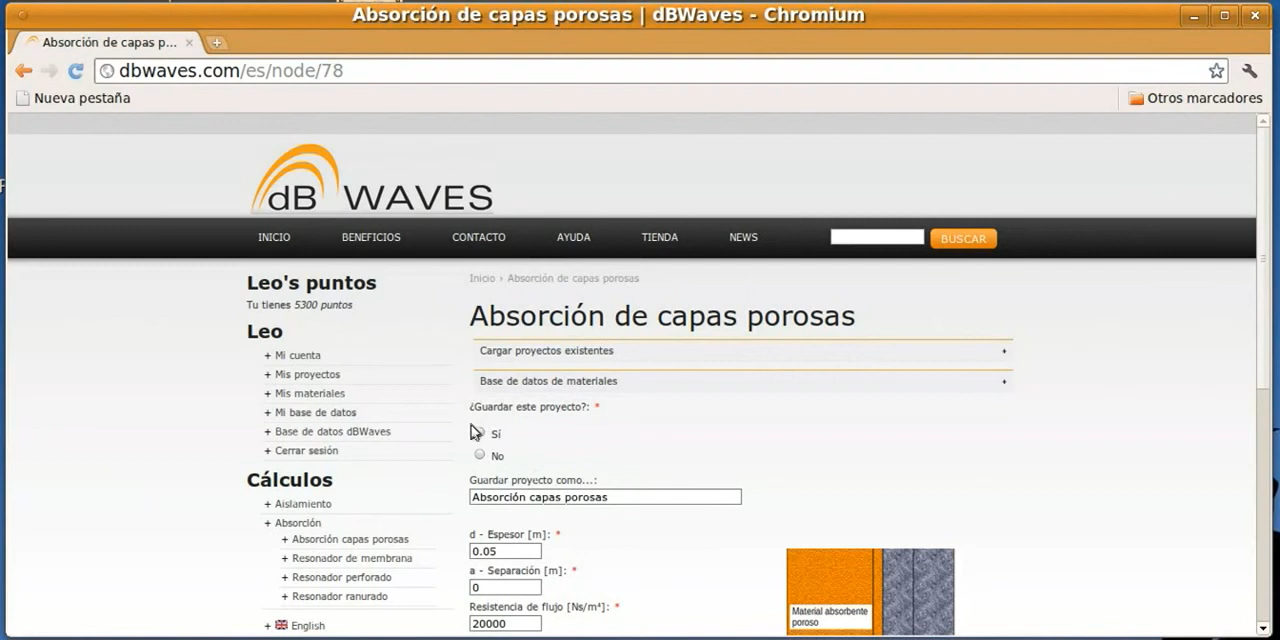 Absorción de capas porosas | dBWaves - Chromium
Absorción de capas p...
dbwaves.com/es/node/78
Nueva pestaña
Otros marcadores
dB WAVES
INICIO
BENEFICIOS
CONTACTO
AYUDA
TIENDA
NEWS
BUSCAR
Leo's puntos
Tu tienes 5300 puntos
Leo
+ Mi cuenta
+ Mis proyectos
+ Mis materiales
+ Mi base de datos
+ Base de datos dBWaves
+ Cerrar sesión
Cálculos
+ Aislamiento
+ Absorción
+ Absorción capas porosas
+ Resonador de membrana
+ Resonador perforado
+ Resonador ranurado
+ English
Inicio › Absorción de capas porosas
Absorción de capas porosas
Cargar proyectos existentes
Base de datos de materiales
¿Guardar este proyecto?: *
Sí
No
Guardar proyecto como...:
Absorción capas porosas
d - Espesor [m]: *
0.05
a - Separación [m]: *
0
Resistencia de flujo [Ns/m⁴]: *
20000
Material absorbente
poroso